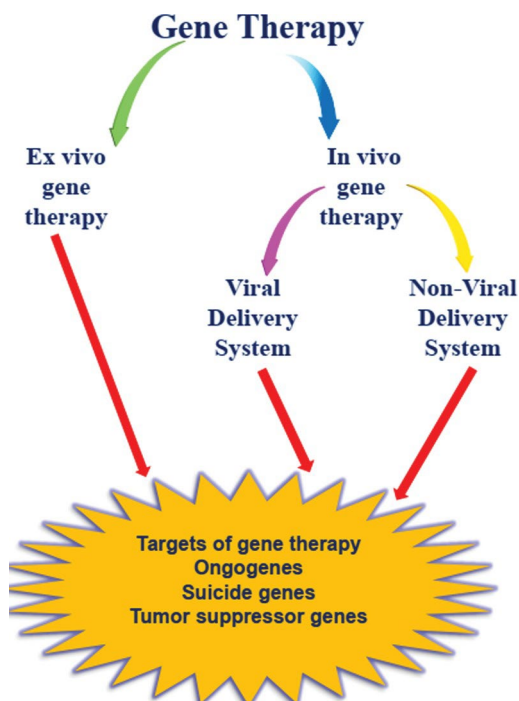 Gene Therapy
Ex vivo
gene
therapy
In vivo
gene
therapy
Viral
Delivery
System
Non-Viral
Delivery
System
Targets of gene therapy
Ongogenes
Suicide genes
Tumor suppressor genes